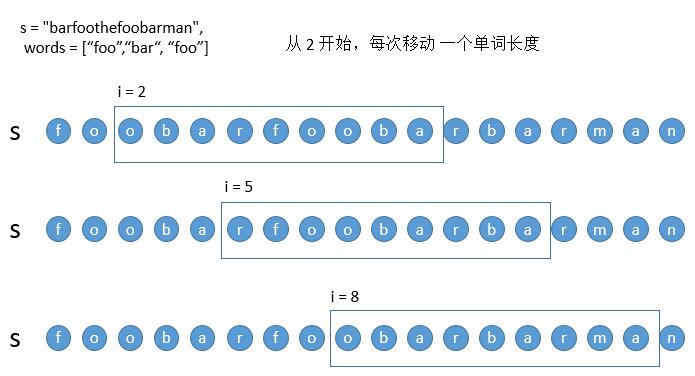 s = "barfoothefoobarman",
words = [“foo”,“bar“, “foo”]
从 2 开始，每次移动 一个单词长度
i = 2
S f o o b a r f o o b a r b a r m a n
i = 5
S f o o b a r f o o b a r b a r m a n
i = 8
S f o o b a r f o o b a r b a r m a n